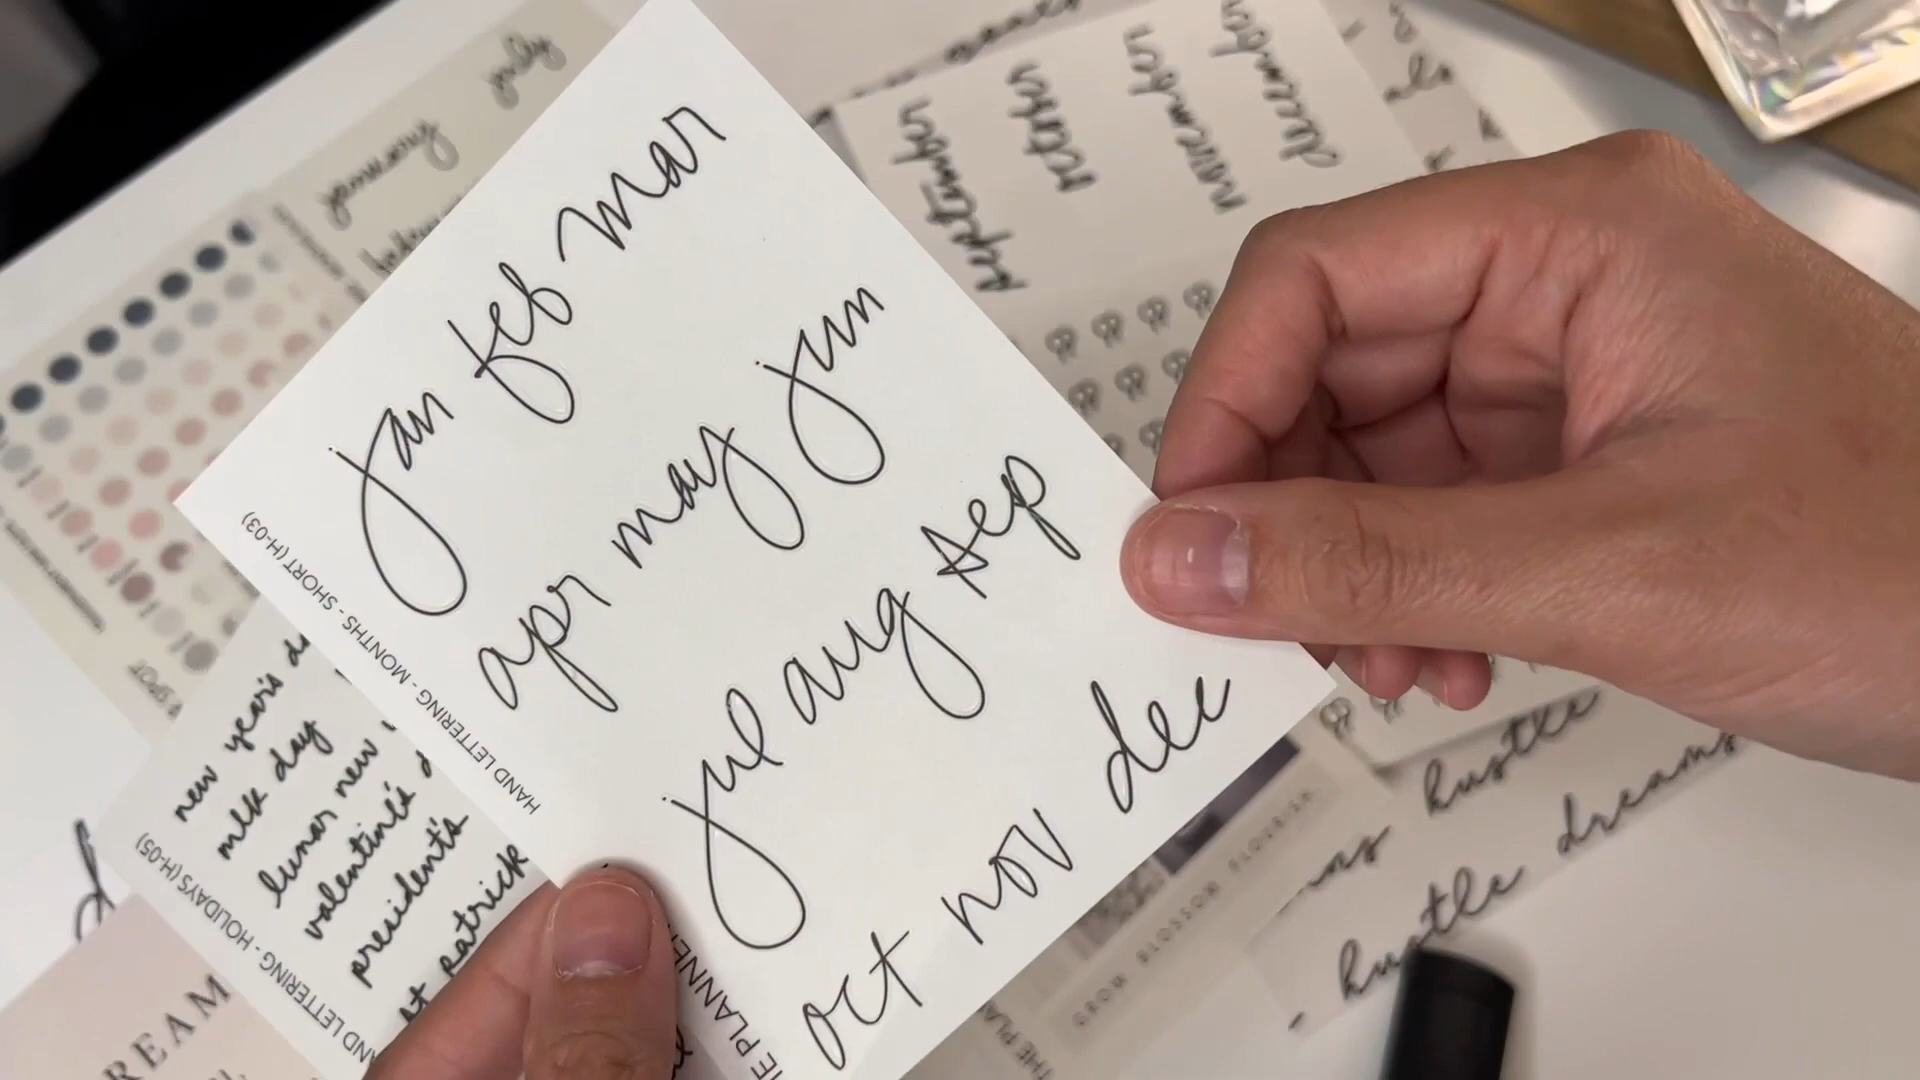 jan feb mar
apr may jun
jul aug sep
oct nov dec
HAND LETTERING - MONTHS - SHORT (H-03)
january
july
september
october
november
december
new year's
mlk day
lunar new
valentine's
president's
patrick
LETTERING - HOLIDAYS (H-05)
GROW BLOSSOM FLOURISH
hustle
hustle dreams